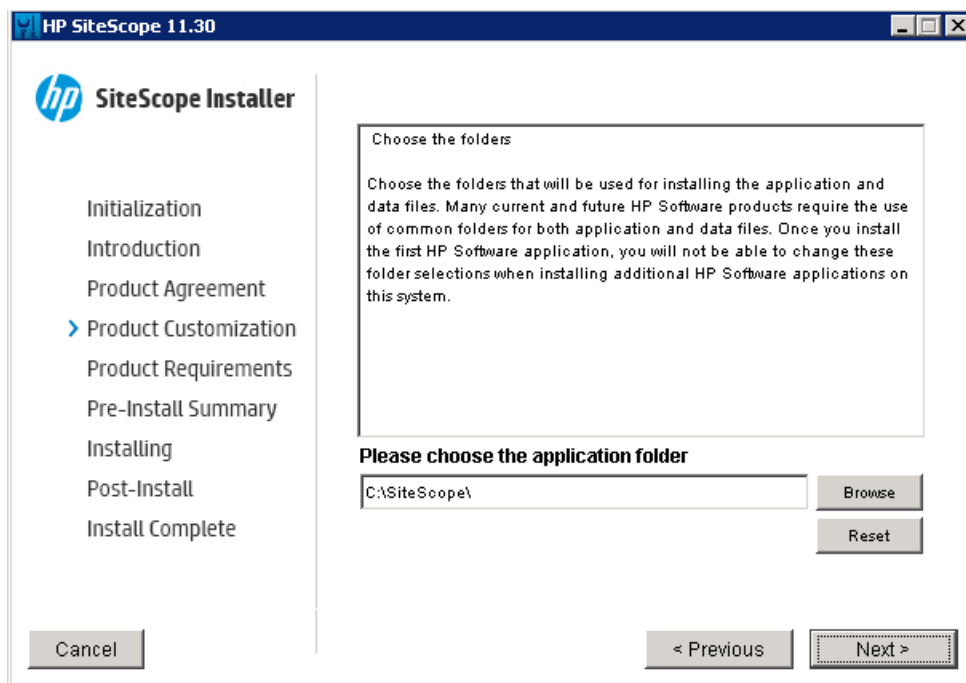 HP SiteScope 11.30
hp SiteScope Installer
Initialization
Introduction
Product Agreement
Product Customization
Product Requirements
Pre-Install Summary
Installing
Post-Install
Install Complete
Choose the folders
Choose the folders that will be used for installing the application and
data files. Many current and future HP Software products require the use
of common folders for both application and data files. Once you install
the first HP Software application, you will not be able to change these
folder selections when installing additional HP Software applications on
this system.
Please choose the application folder
C:\SiteScope\
Browse
Reset
Cancel
< Previous
Next >